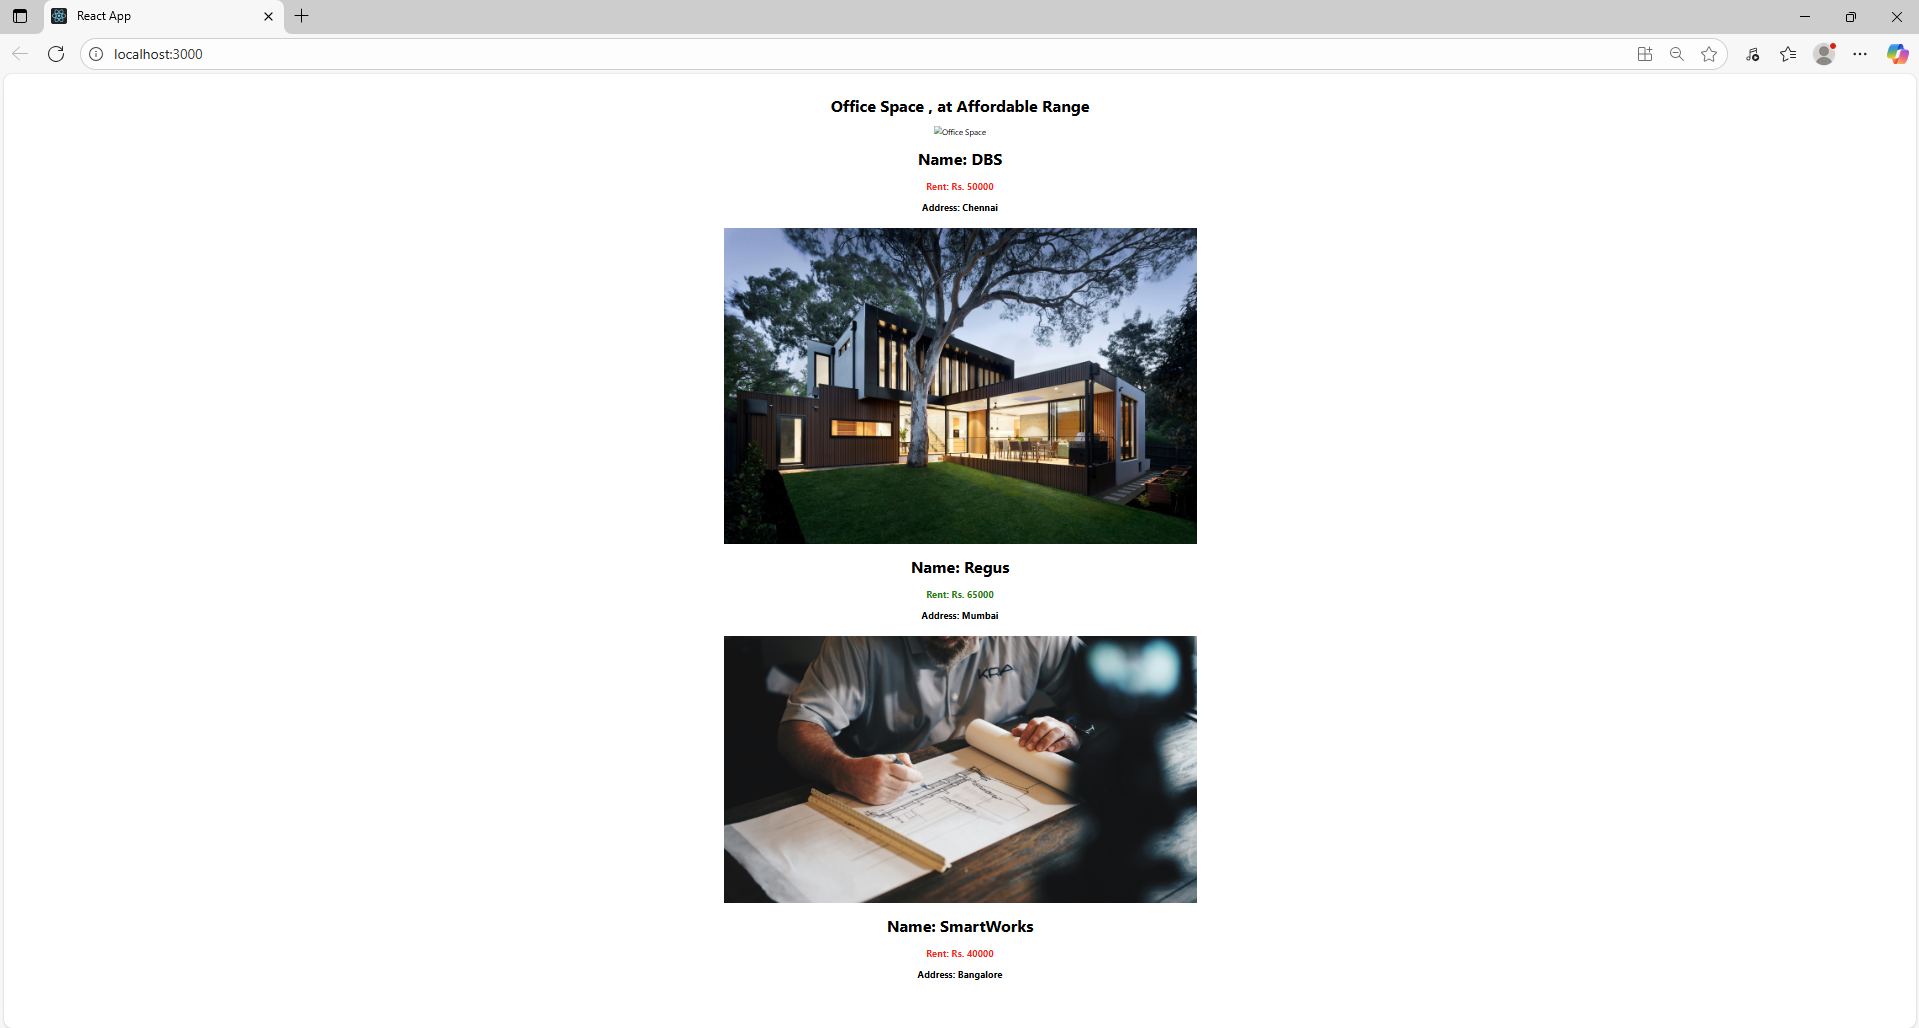 React App
localhost:3000
Office Space , at Affordable Range
Office Space
Name: DBS
Rent: Rs. 50000
Address: Chennai
Name: Regus
Rent: Rs. 65000
Address: Mumbai
KRA
Name: SmartWorks
Rent: Rs. 40000
Address: Bangalore